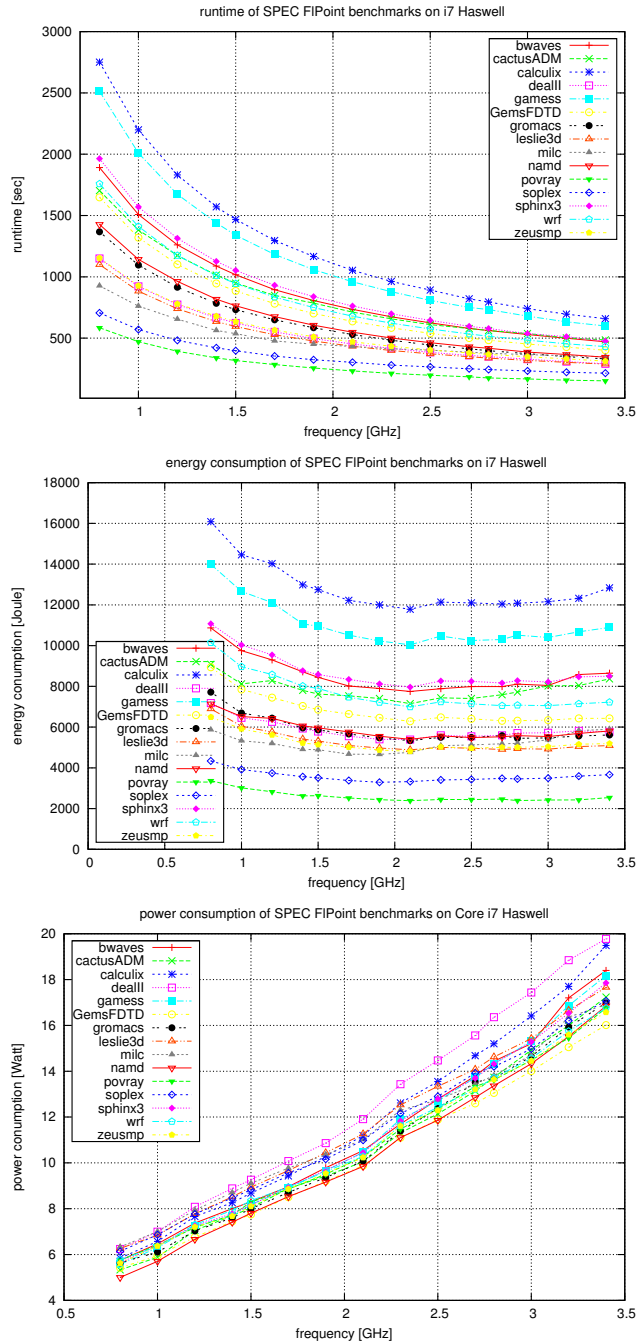 runtime of SPEC FlPoint benchmarks on i7 Haswell
3000
2500
2000
1500
1000
500
runtime [sec]
1
1.5
2
2.5
3
3.5
frequency [GHz]
bwaves
cactusADM
calculix
dealII
gamess
GemsFDTD
gromacs
leslie3d
milc
namd
povray
soplex
sphinx3
wrf
zeusmp
energy consumption of SPEC FlPoint benchmarks on i7 Haswell
18000
16000
14000
12000
10000
8000
6000
4000
2000
0
energy consumption [Joule]
0
0.5
1
1.5
2
2.5
3
3.5
frequency [GHz]
bwaves
cactusADM
calculix
dealII
gamess
GemsFDTD
gromacs
leslie3d
milc
namd
povray
soplex
sphinx3
wrf
zeusmp
power consumption of SPEC FlPoint benchmarks on Core i7 Haswell
20
18
16
14
12
10
8
6
4
power consumption [Watt]
0.5
1
1.5
2
2.5
3
3.5
frequency [GHz]
bwaves
cactusADM
calculix
dealII
gamess
GemsFDTD
gromacs
leslie3d
milc
namd
povray
soplex
sphinx3
wrf
zeusmp